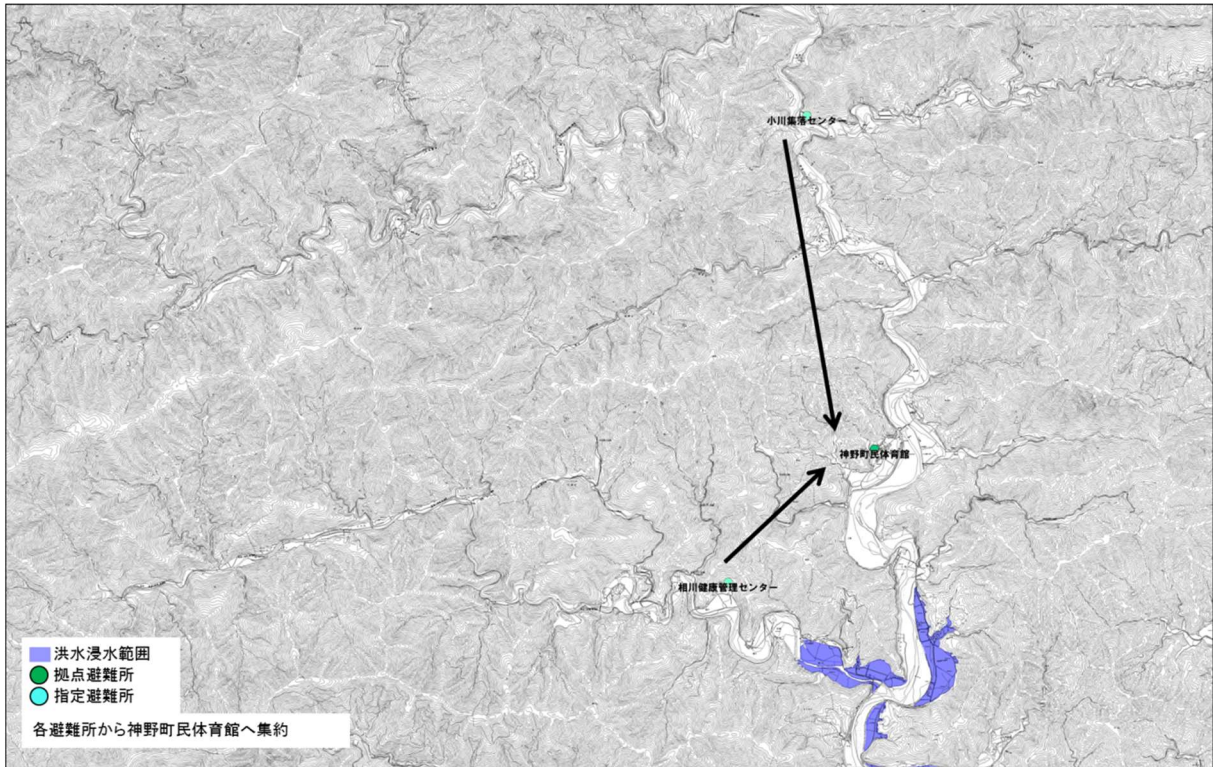 小川集落センター
神野町民体育館
相川健康管理センター
洪水浸水範囲
拠点避難所
指定避難所
各避難所から神野町民体育館へ集約